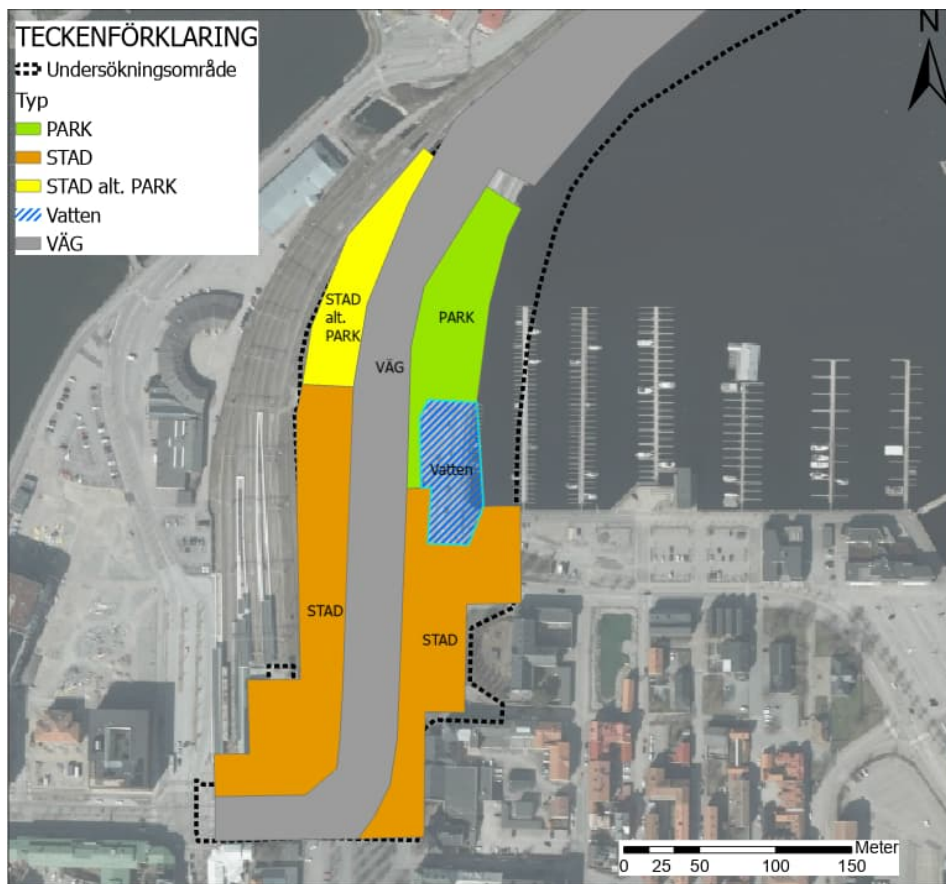 TECKENFÖRKLARING
Undersökningsområde
Typ
PARK
STAD
STAD alt. PARK
Vatten
VÄG
N
STAD
alt.
PARK
PARK
VÄG
Vatten
STAD
STAD
Meter
0 25 50 100 150